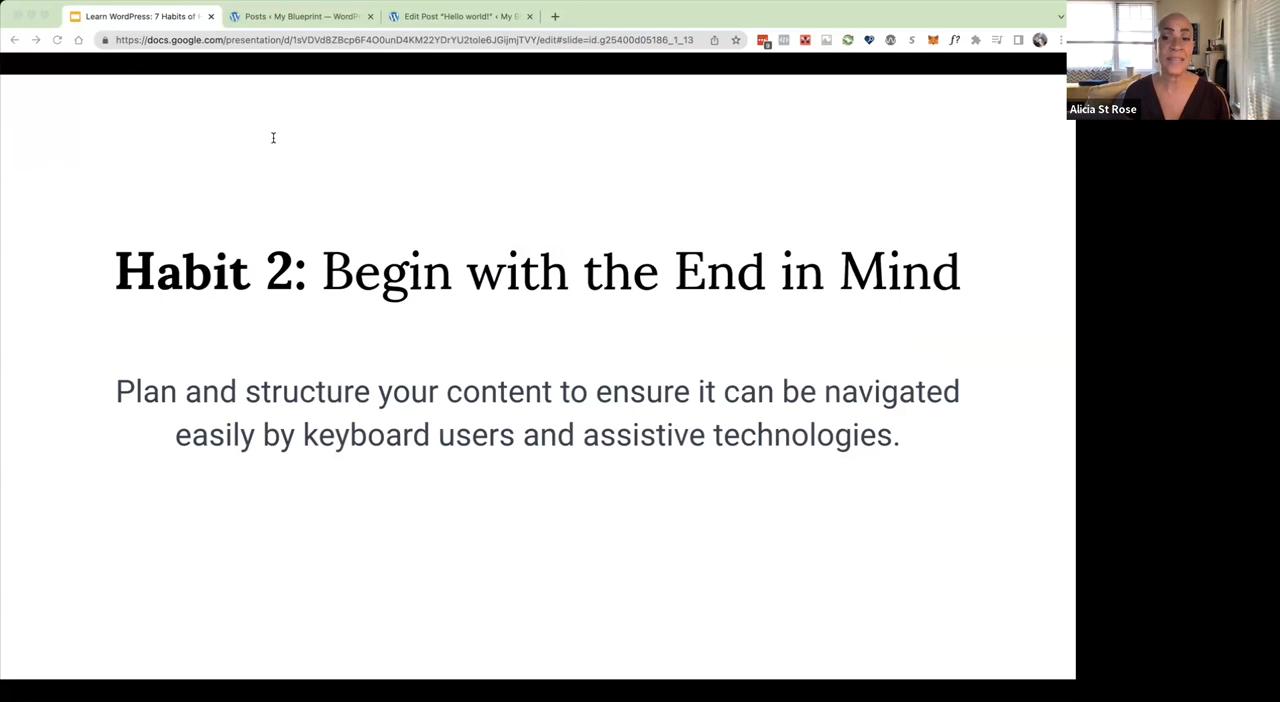 Learn WordPress: 7 Habits of
Posts ‹ My Blueprint — WordP
Edit Post "Hello world!" ‹ My B
https://docs.google.com/presentation/d/1sVDVd8ZBcp6F4O0unD4KM22YDrYU2tole6JGijmjTVY/edit#slide=id.g25400d05186_1_13
Alicia St Rose
Habit 2: Begin with the End in Mind
Plan and structure your content to ensure it can be navigated
easily by keyboard users and assistive technologies.